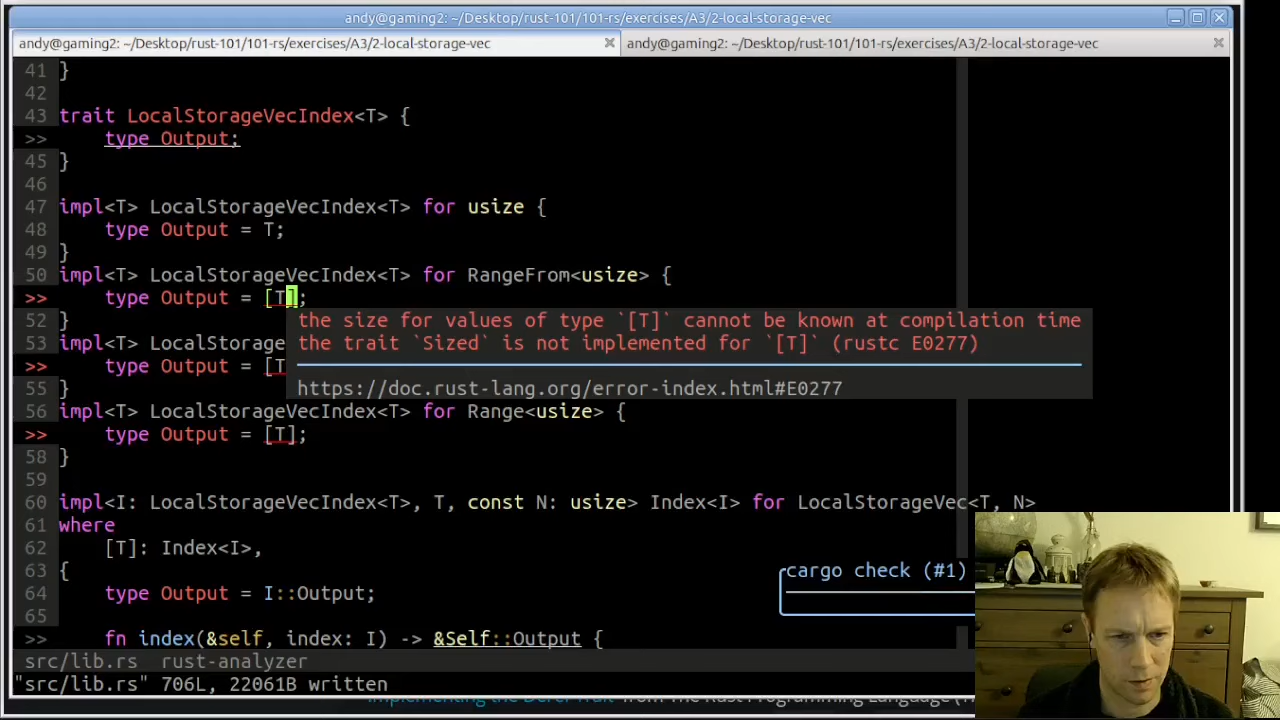 andy@gaming2: ~/Desktop/rust-101/101-rs/exercises/A3/2-local-storage-vec
andy@gaming2: ~/Desktop/rust-101/101-rs/exercises/A3/2-local-storage-vec
andy@gaming2: ~/Desktop/rust-101/101-rs/exercises/A3/2-local-storage-vec
41 }
42
43 trait LocalStorageVecIndex<T> {
>> type Output;
45 }
46
47 impl<T> LocalStorageVecIndex<T> for usize {
48 type Output = T;
49 }
50 impl<T> LocalStorageVecIndex<T> for RangeFrom<usize> {
>> type Output = [T];
the size for values of type `[T]` cannot be known at compilation time
the trait `Sized` is not implemented for `[T]` (rustc E0277)
https://doc.rust-lang.org/error-index.html#E0277
52 }
53 impl<T> LocalStorage
>> type Output = [T
55 }
56 impl<T> LocalStorageVecIndex<T> for Range<usize> {
>> type Output = [T];
58 }
59
60 impl<I: LocalStorageVecIndex<T>, T, const N: usize> Index<I> for LocalStorageVec<T, N>
61 where
62 [T]: Index<I>,
63 {
64 type Output = I::Output;
65
>> fn index(&self, index: I) -> &Self::Output {
cargo check (#1)
src/lib.rs rust-analyzer
"src/lib.rs" 706L, 22061B written